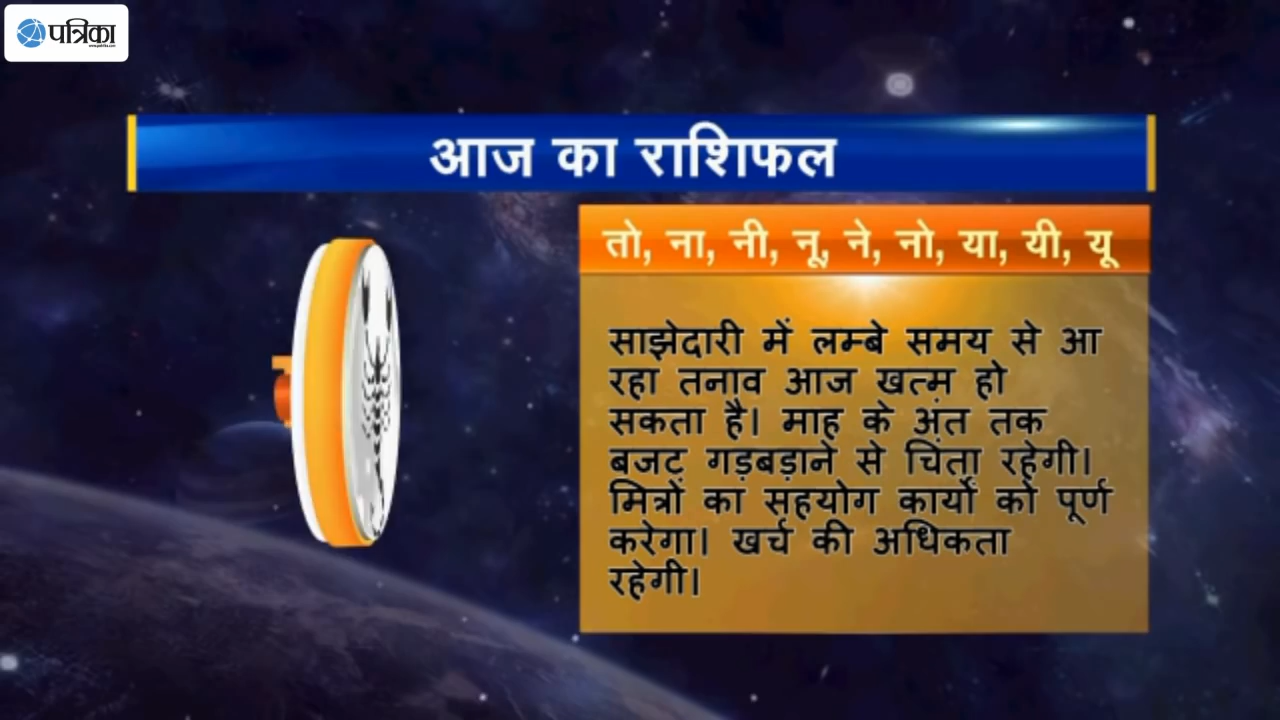 पत्रिका
आज का राशिफल
तो, ना, नी, नू, ने, नो, या, यी, यू
साझेदारी में लम्बे समय से आ
रहा तनाव आज खत्म हो
सकता है। माह के अंत तक
बजट गड़बड़ाने से चिंता रहेगी।
मित्रों का सहयोग कार्यों को पूर्ण
करेगा। खर्च की अधिकता
रहेगी।